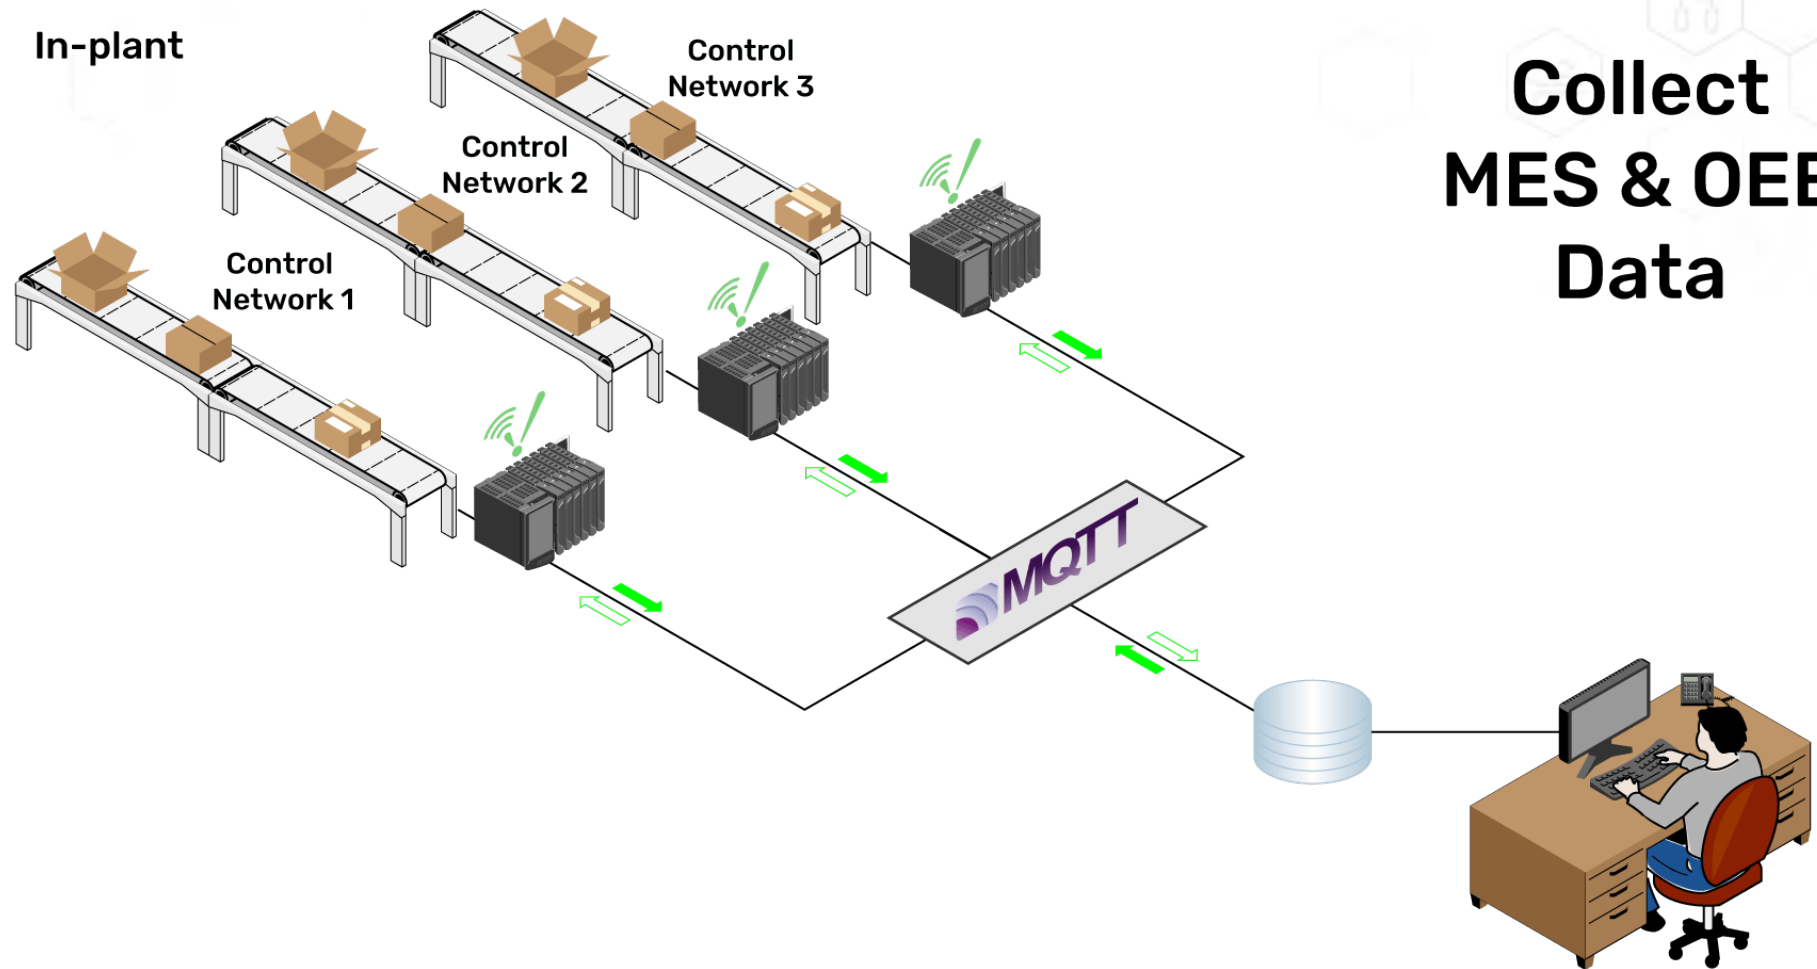 In-plant
Control
Network 3
Control
Network 2
Control
Network 1
Collect
MES & OEE
Data
MQTT